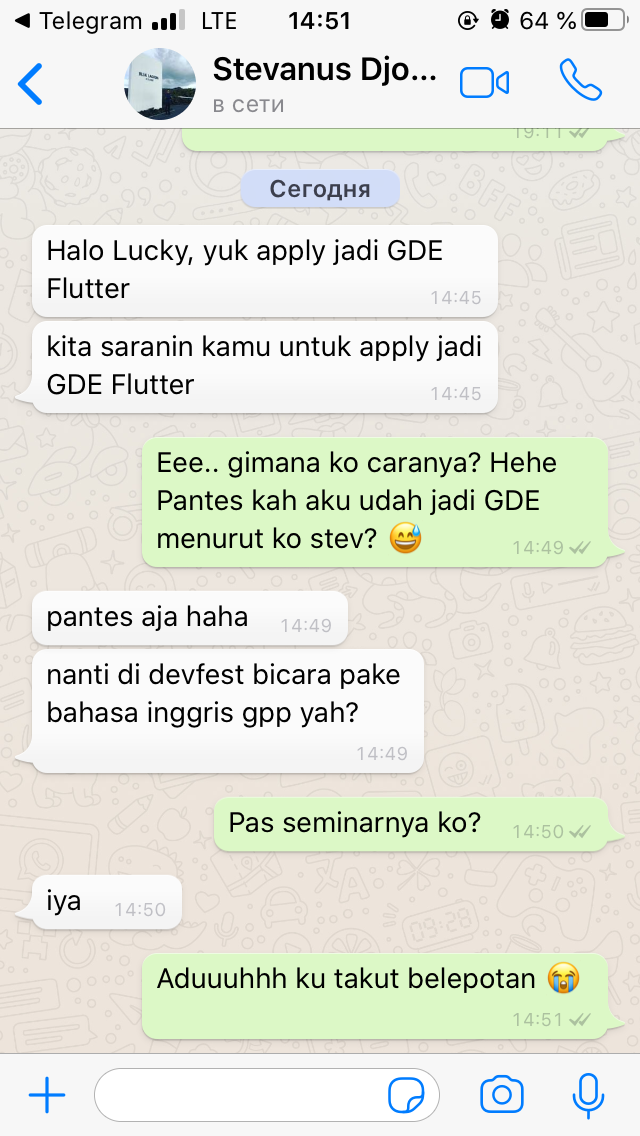 Telegram LTE 14:51 64 %
Stevanus Djo...
в сети
19:11
Сегодня
Halo Lucky, yuk apply jadi GDE
Flutter
14:45
kita saranin kamu untuk apply jadi
GDE Flutter
14:45
Eee.. gimana ko caranya? Hehe
Pantes kah aku udah jadi GDE
menurut ko stev? 😅
14:49
pantes aja haha
14:49
nanti di devfest bicara pake
bahasa inggris gpp yah?
14:49
Pas seminarnya ko?
14:50
iya
14:50
Aduuuhhh ku takut belepotan 😭
14:51